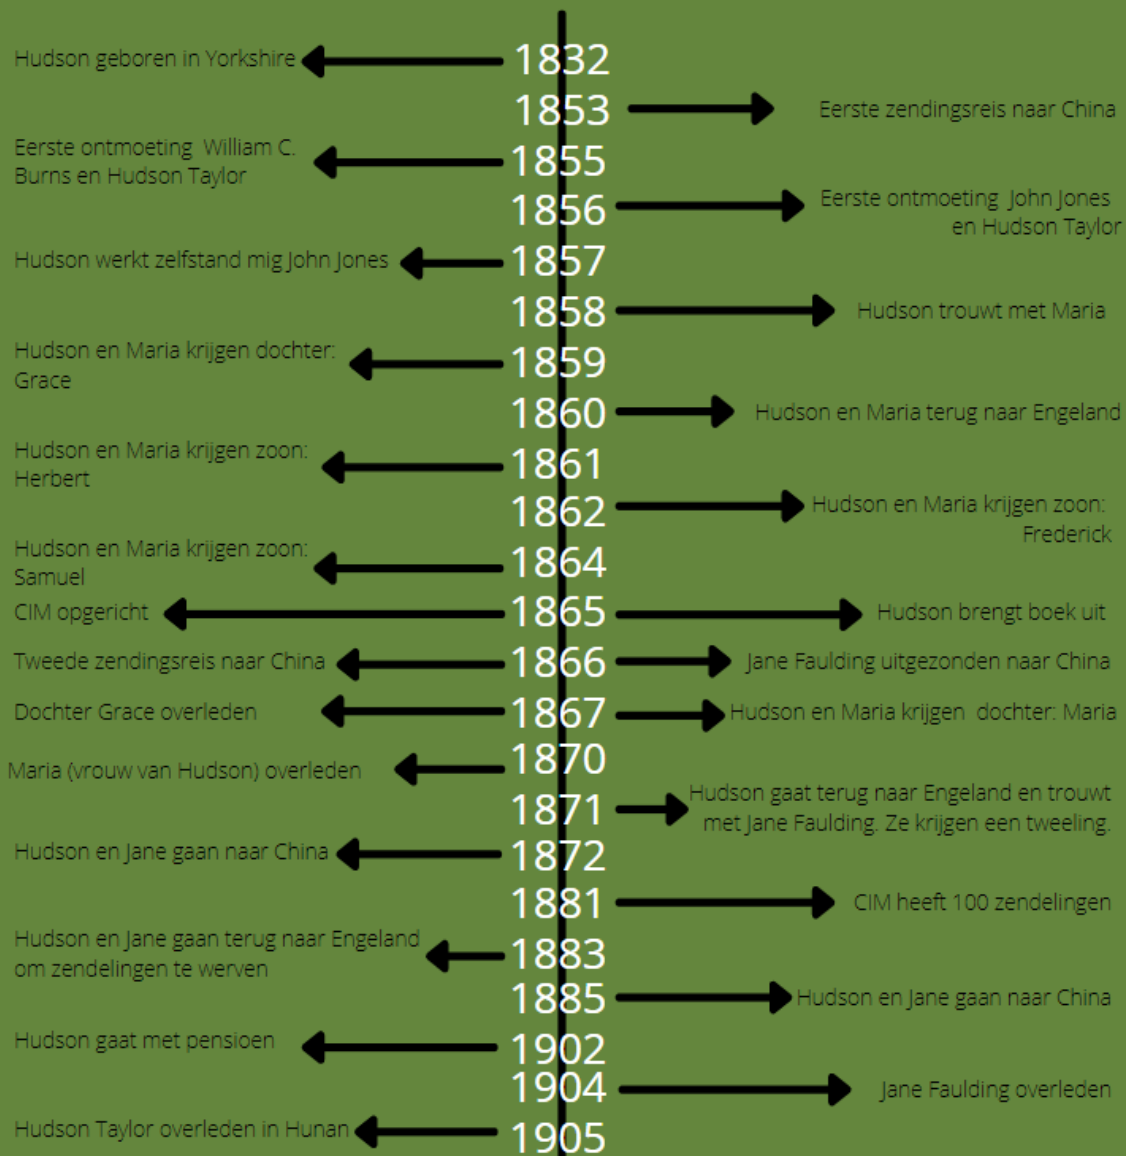 Hudson geboren in Yorkshire
1832
1853
Eerste zendingsreis naar China
Eerste ontmoeting William C.
Burns en Hudson Taylor
1855
1856
Eerste ontmoeting John Jones
en Hudson Taylor
Hudson werkt zelfstand mig John Jones
1857
1858
Hudson trouwt met Maria
Hudson en Maria krijgen dochter:
Grace
1859
1860
Hudson en Maria terug naar Engeland
Hudson en Maria krijgen zoon:
Herbert
1861
1862
Hudson en Maria krijgen zoon:
Frederick
Hudson en Maria krijgen zoon:
Samuel
1864
CIM opgericht
1865
Hudson brengt boek uit
Tweede zendingsreis naar China
1866
Jane Faulding uitgezonden naar China
Dochter Grace overleden
1867
Hudson en Maria krijgen dochter: Maria
Maria (vrouw van Hudson) overleden
1870
1871
Hudson gaat terug naar Engeland en trouwt
met Jane Faulding. Ze krijgen een tweeling.
Hudson en Jane gaan naar China
1872
1881
CIM heeft 100 zendelingen
Hudson en Jane gaan terug naar Engeland
om zendelingen te werven
1883
1885
Hudson en Jane gaan naar China
Hudson gaat met pensioen
1902
1904
Jane Faulding overleden
Hudson Taylor overleden in Hunan
1905